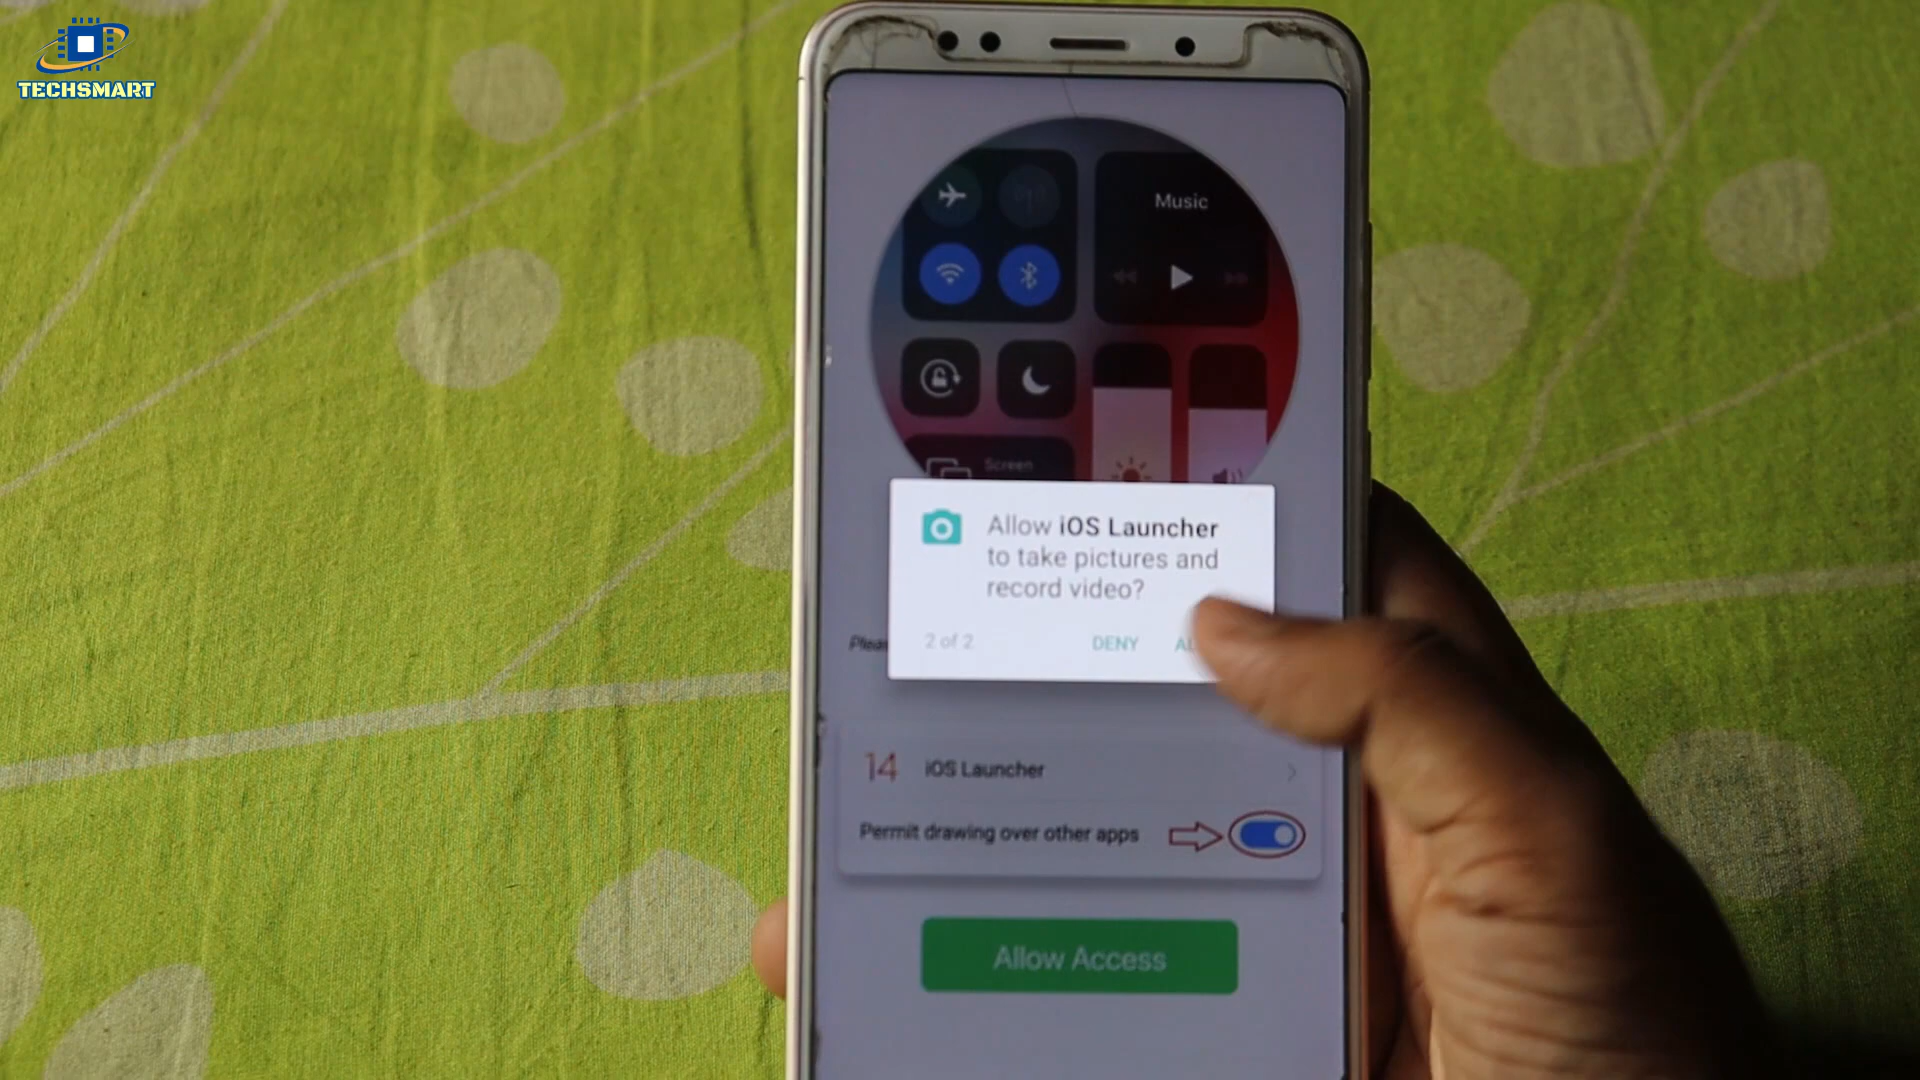 TECHSMART
Music
Screen
Allow iOS Launcher
to take pictures and
record video?
2 of 2
DENY
14
iOS Launcher
Permit drawing over other apps
Allow Access